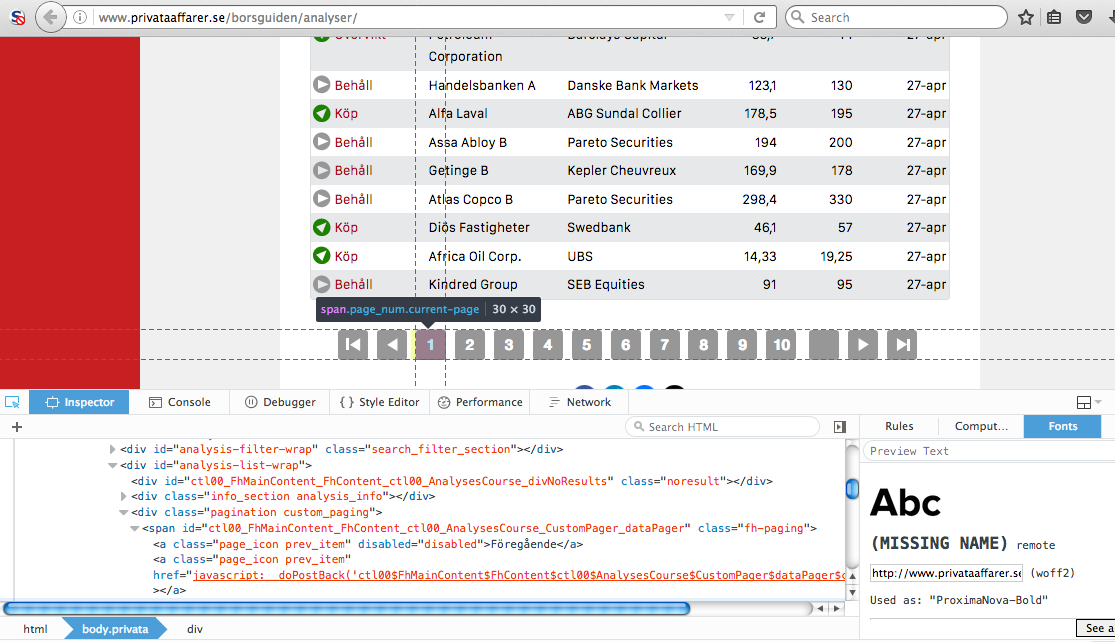 www.privataaffarer.se/borsguiden/analyser/
Search
Corporation
Behåll Handelsbanken A Danske Bank Markets 123,1 130 27-apr
Köp Alfa Laval ABG Sundal Collier 178,5 195 27-apr
Behåll Assa Abloy B Pareto Securities 194 200 27-apr
Behåll Getinge B Kepler Cheuvreux 169,9 178 27-apr
Behåll Atlas Copco B Pareto Securities 298,4 330 27-apr
Köp Diös Fastigheter Swedbank 46,1 57 27-apr
Köp Africa Oil Corp. UBS 14,33 19,25 27-apr
Behåll Kindred Group SEB Equities 91 95 27-apr
span.page_num.current-page 30 × 30
1 2 3 4 5 6 7 8 9 10
Inspector Console Debugger { } Style Editor Performance Network
+ Search HTML
<div id="analysis-filter-wrap" class="search_filter_section"></div>
<div id="analysis-list-wrap">
<div id="ctl00_FhMainContent_FhContent_ctl00_AnalysesCourse_divNoResults" class="noresult"></div>
<div class="info_section analysis_info"></div>
<div class="pagination custom_paging">
<span id="ctl00_FhMainContent_FhContent_ctl00_AnalysesCourse_CustomPager_dataPager" class="fh-paging">
<a class="page_icon prev_item" disabled="disabled">Föregående</a>
<a class="page_icon prev_item"
href="javascript:__doPostBack('ctl00$FhMainContent$FhContent$ctl00$AnalysesCourse$CustomPager$dataPager$
></a>
html body.privata div
Rules Comput... Fonts
Preview Text
Abc
(MISSING NAME) remote
http://www.privataaffarer.se (woff2)
Used as: "ProximaNova-Bold"
See a